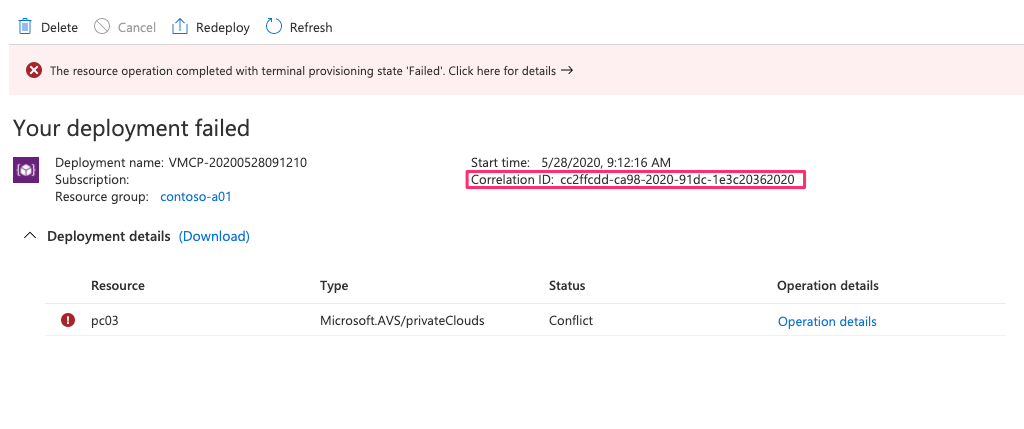 Delete Cancel Redeploy Refresh
The resource operation completed with terminal provisioning state 'Failed'. Click here for details →
Your deployment failed
Deployment name: VMCP-20200528091210 Start time: 5/28/2020, 9:12:16 AM
Subscription: Correlation ID: cc2ffcdd-ca98-2020-91dc-1e3c20362020
Resource group: contoso-a01
Deployment details (Download)
Resource Type Status Operation details
pc03 Microsoft.AVS/privateClouds Conflict Operation details